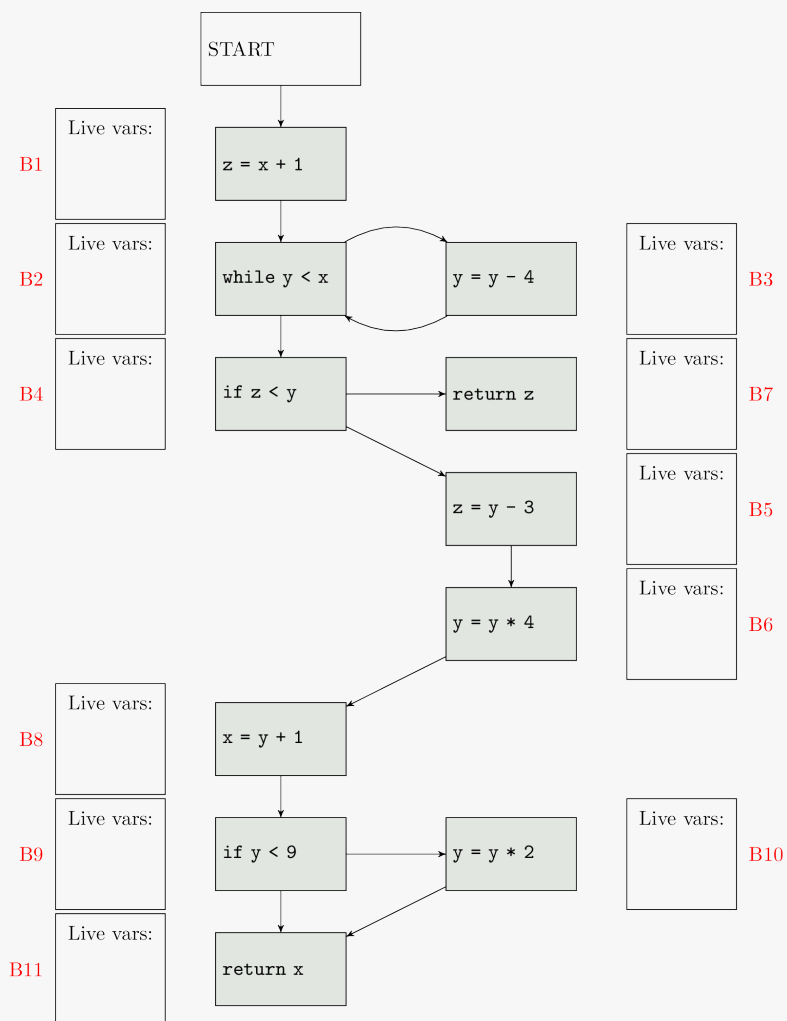 START
Live vars:
B1
z = x + 1
Live vars:
B2
while y < x
y = y - 4
Live vars:
B3
Live vars:
B4
if z < y
return z
Live vars:
B7
z = y - 3
Live vars:
B5
y = y * 4
Live vars:
B6
Live vars:
B8
x = y + 1
Live vars:
B9
if y < 9
y = y * 2
Live vars:
B10
Live vars:
B11
return x